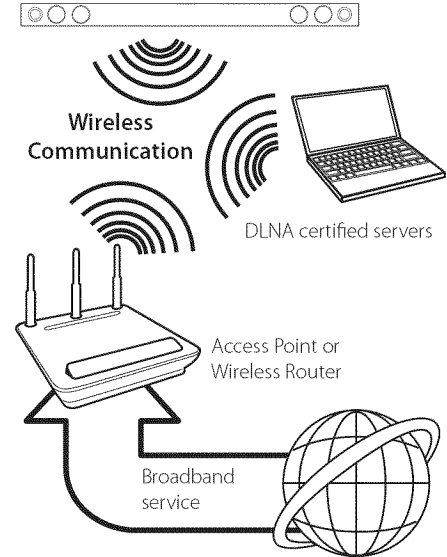 Wireless
Communication
DLNA certified servers
Access Point or
Wireless Router
Broadband
service